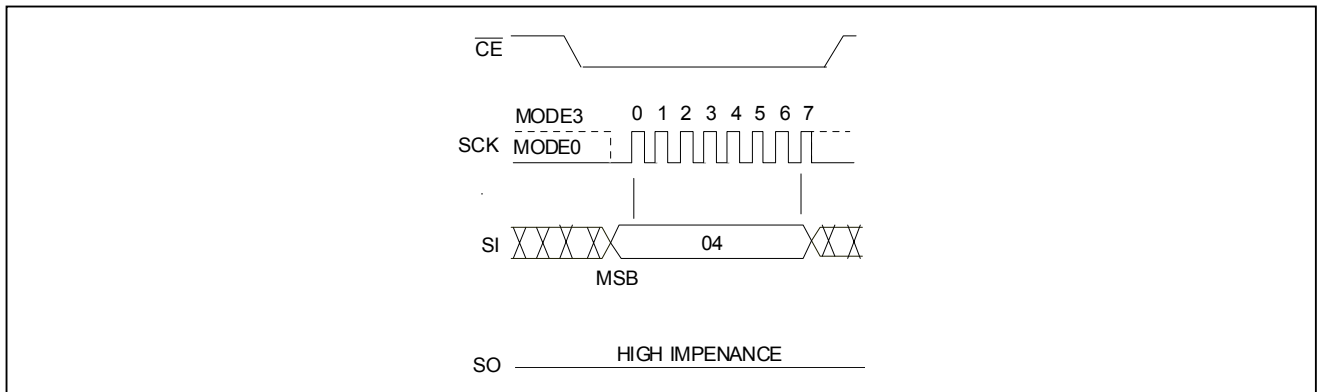 CE
MODE3
0 1 2 3 4 5 6 7
SCK
MODE0
SI
04
MSB
SO
HIGH IMPENANCE